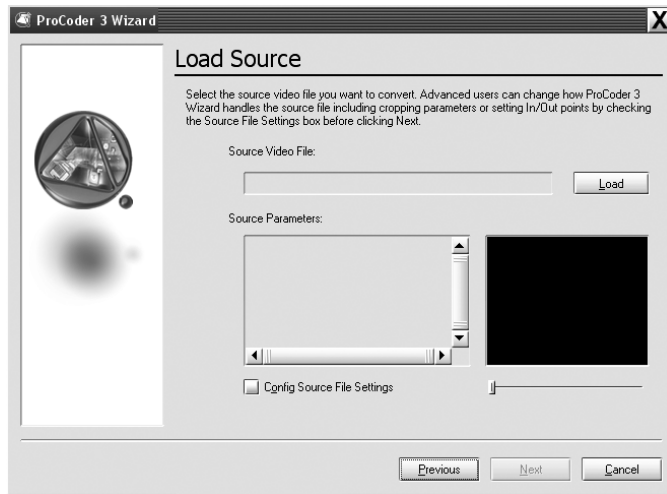 ProCoder 3 Wizard
X
Load Source
Select the source video file you want to convert. Advanced users can change how ProCoder 3
Wizard handles the source file including cropping parameters or setting In/Out points by checking
the Source File Settings box before clicking Next.
Source Video File:
Load
Source Parameters:
Config Source File Settings
Previous
Next
Cancel